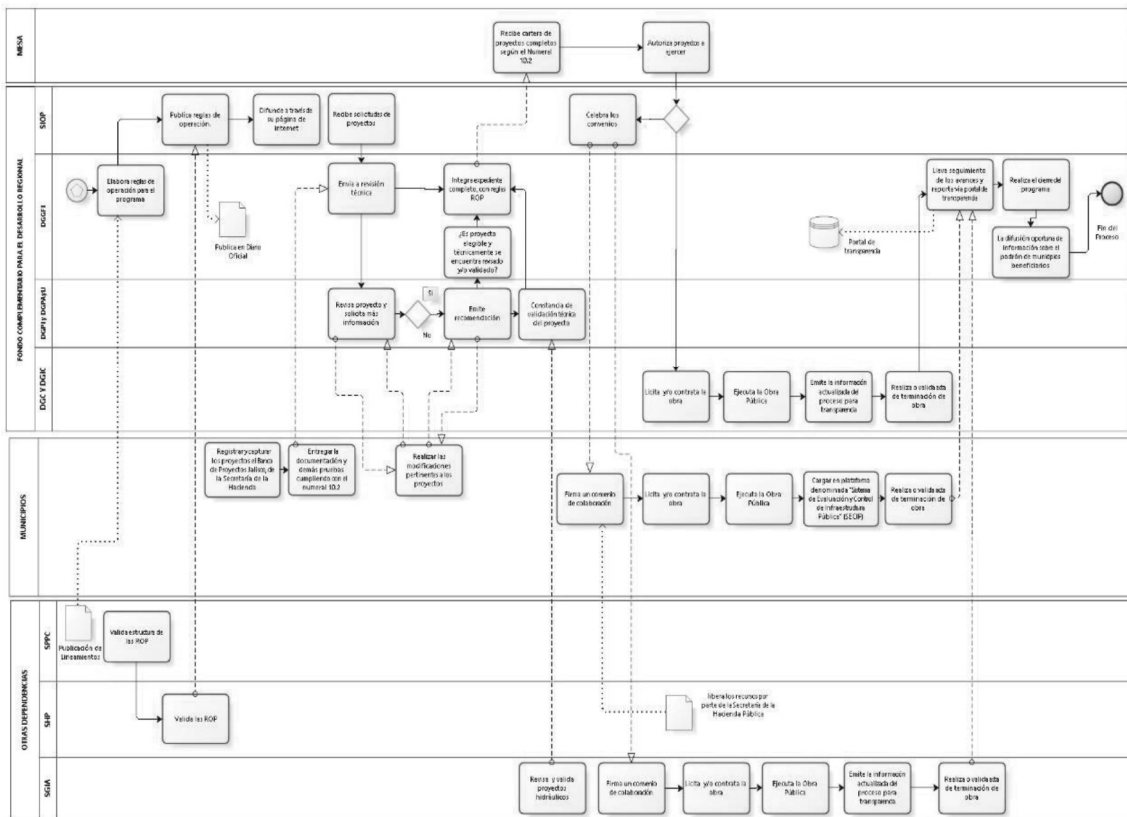 MESA
Recibe cartera de
proyectos completos
según el Numeral
10.2
Autoriza proyectos a
ejercer
FONDO COMPLEMENTARIO PARA EL DESARROLLO REGIONAL
SIOP
Publica reglas de
operación.
Difunde a través de
su página de
internet
Recibe solicitudes de
proyectos
Celebra los
convenios
DGGFI
Elabora reglas de
operación para el
programa
Publica en Diario
Oficial
Envía a revisión
técnica
Integra expediente
completo, con reglas
ROP
¿Es proyecto
elegible y
técnicamente se
encuentra revisado
y/o validado?
Lleva seguimiento
de los avances y
reporta vía portal de
transparencia
Realiza el cierre del
programa
Portal de
transparencia
La difusión oportuna de
información sobre el
padrón de municipios
beneficiarios
Fin del
Proceso
Revisa proyecto y
solicita más
información
Si
No
Emite
recomendación
Constancia de
validación técnica
del proyecto
Licita y/o contrata la
obra
Ejecuta la Obra
Pública
Emite la información
actualizada del
proceso para
transparencia
Realiza o valida acta
de terminación de
obra
MUNICIPIOS
Registrar y capturar
los proyectos el Banco
de Proyectos Jalisco, de
la Secretaría de la
Hacienda
Entregar la
documentación y
demás pruebas
cumpliendo con el
numeral 10.2
Realizar las
modificaciones
pertinentes a los
proyectos
Firma un convenio
de colaboración
Licita y/o contrata la
obra
Ejecuta la Obra
Pública
Cargar en plataforma
denominada "Sistema
de Evaluación y Control
de Infraestructura
Pública" (SECIP)
Realiza o valida acta
de terminación de
obra
OTRAS DEPENDENCIAS
SPPC
Publicación de
Lineamientos
Valida estructura de
las ROP
SHP
Valida las ROP
libera los recursos por
parte de la Secretaría de la
Hacienda Pública
SGIA
Revisa y valida
proyectos
hidráulicos
Firma un convenio
de colaboración
Licita y/o contrata la
obra
Ejecuta la Obra
Pública
Emite la información
actualizada del
proceso para
transparencia
Realiza o valida acta
de terminación de
obra